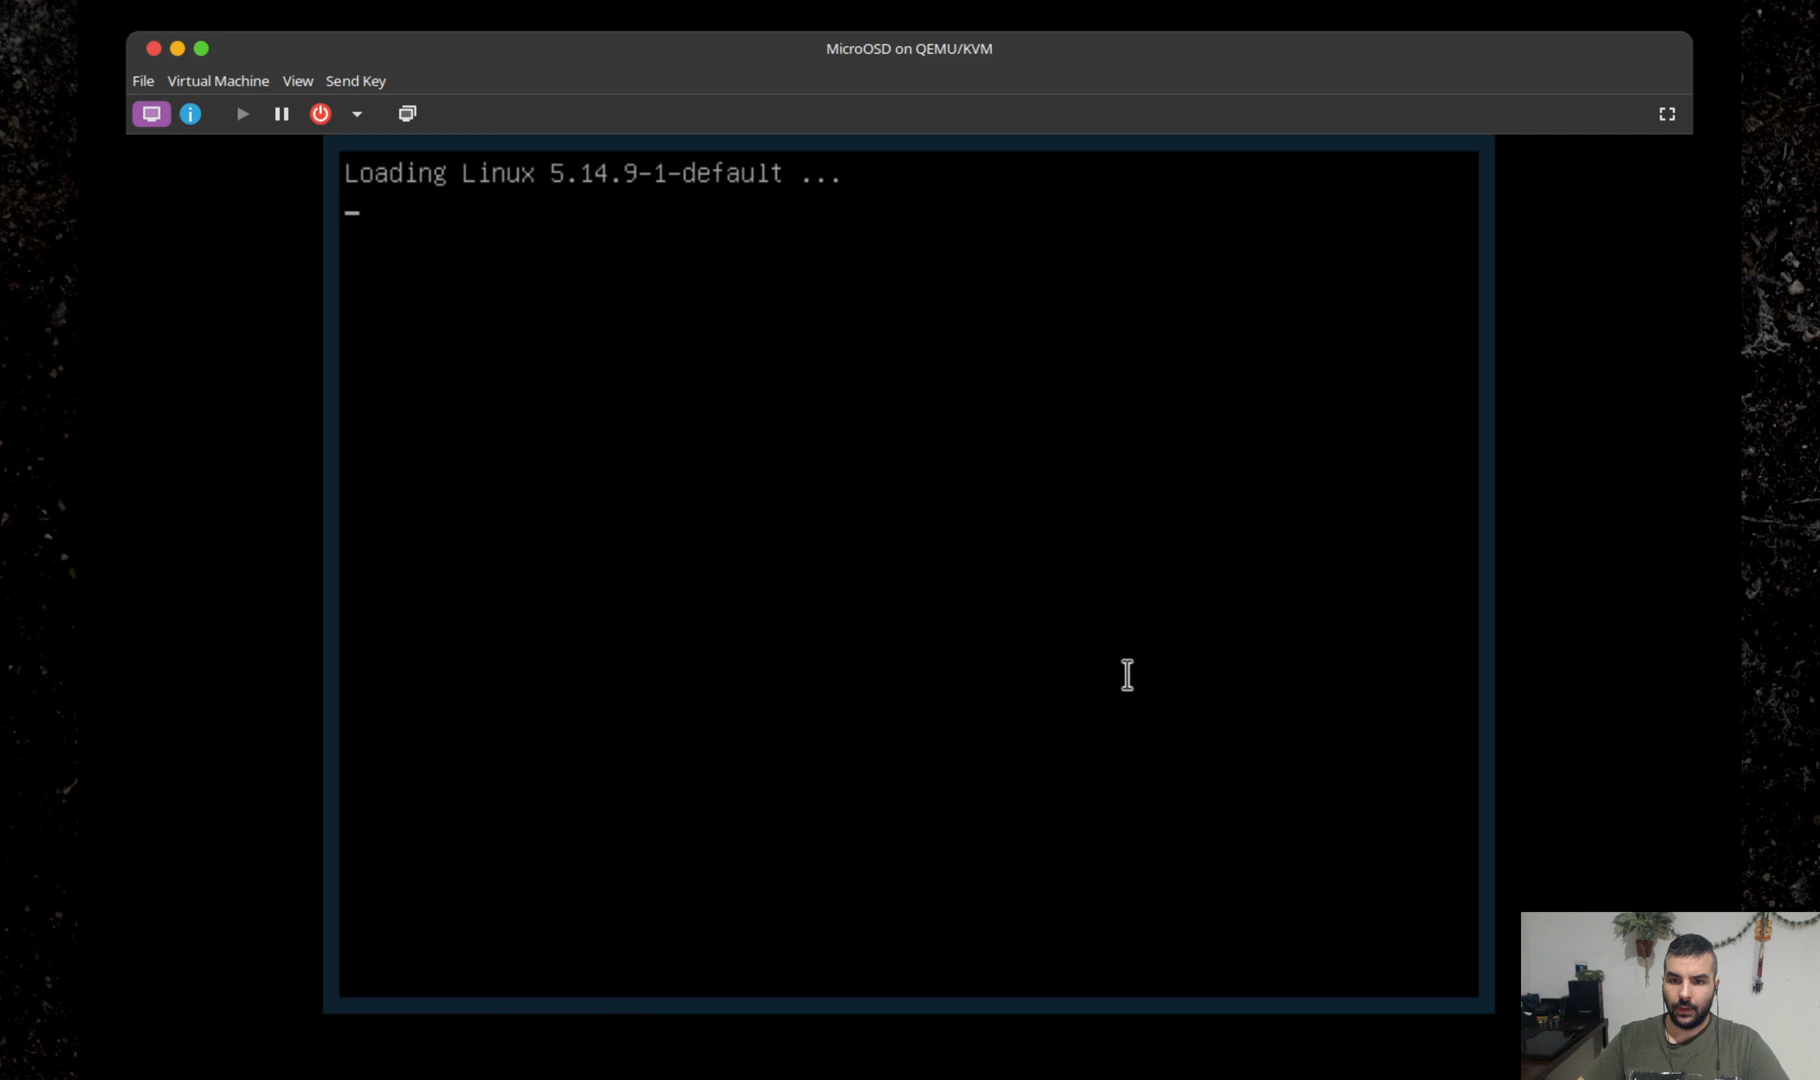 MicroOSD on QEMU/KVM
File Virtual Machine View Send Key
Loading Linux 5.14.9-1-default ...